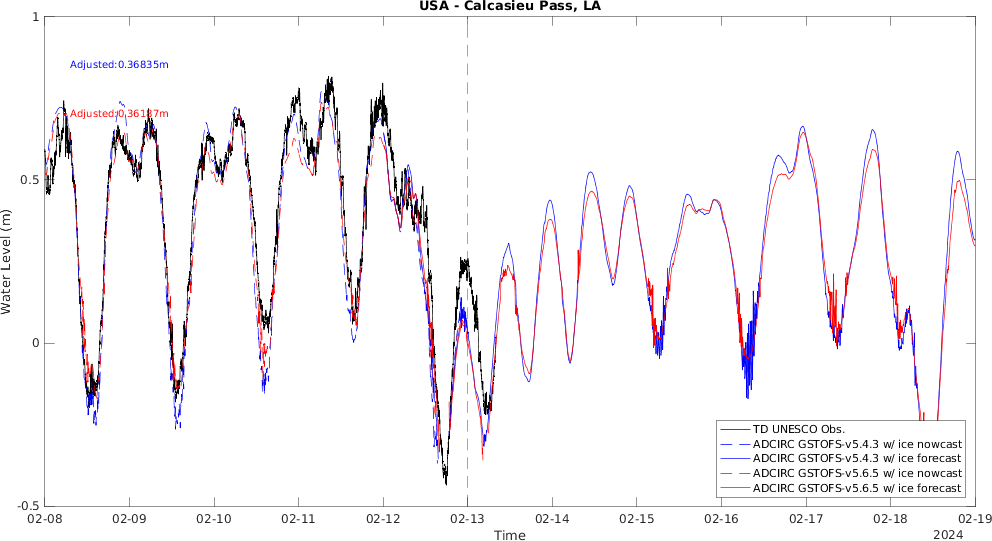 USA - Calcasieu Pass, LA
1
0.5
0
-0.5
Water Level (m)
Adjusted:0.36835m
Adjusted:0.36187m
TD UNESCO Obs.
ADCIRC GSTOFS-v5.4.3 w/ ice nowcast
ADCIRC GSTOFS-v5.4.3 w/ ice forecast
ADCIRC GSTOFS-v5.6.5 w/ ice nowcast
ADCIRC GSTOFS-v5.6.5 w/ ice forecast
02-08 02-09 02-10 02-11 02-12 02-13 02-14 02-15 02-16 02-17 02-18 02-19
Time
2024